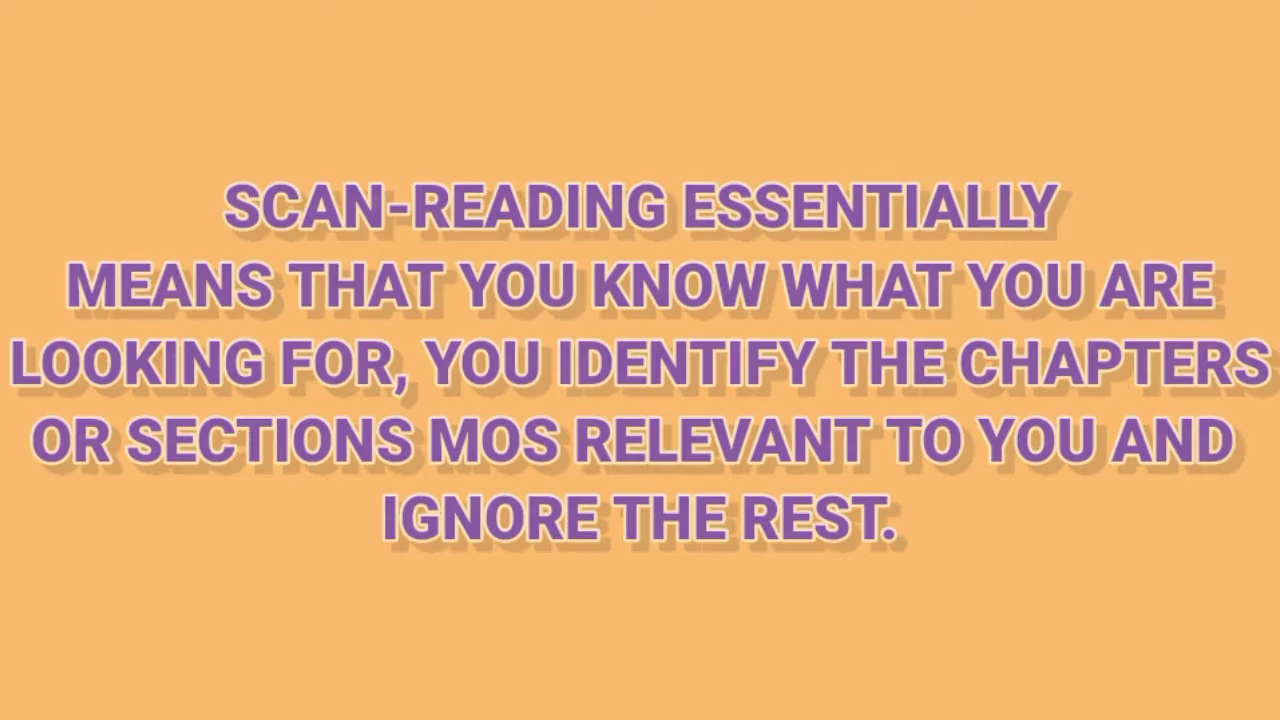 SCAN-READING ESSENTIALLY
MEANS THAT YOU KNOW WHAT YOU ARE
LOOKING FOR, YOU IDENTIFY THE CHAPTERS
OR SECTIONS MOS RELEVANT TO YOU AND
IGNORE THE REST.